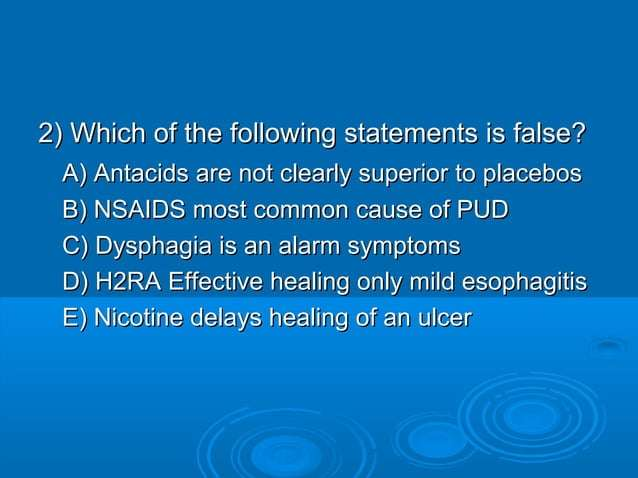 2) Which of the following statements is false?
A) Antacids are not clearly superior to placebos
B) NSAIDS most common cause of PUD
C) Dysphagia is an alarm symptoms
D) H2RA Effective healing only mild esophagitis
E) Nicotine delays healing of an ulcer